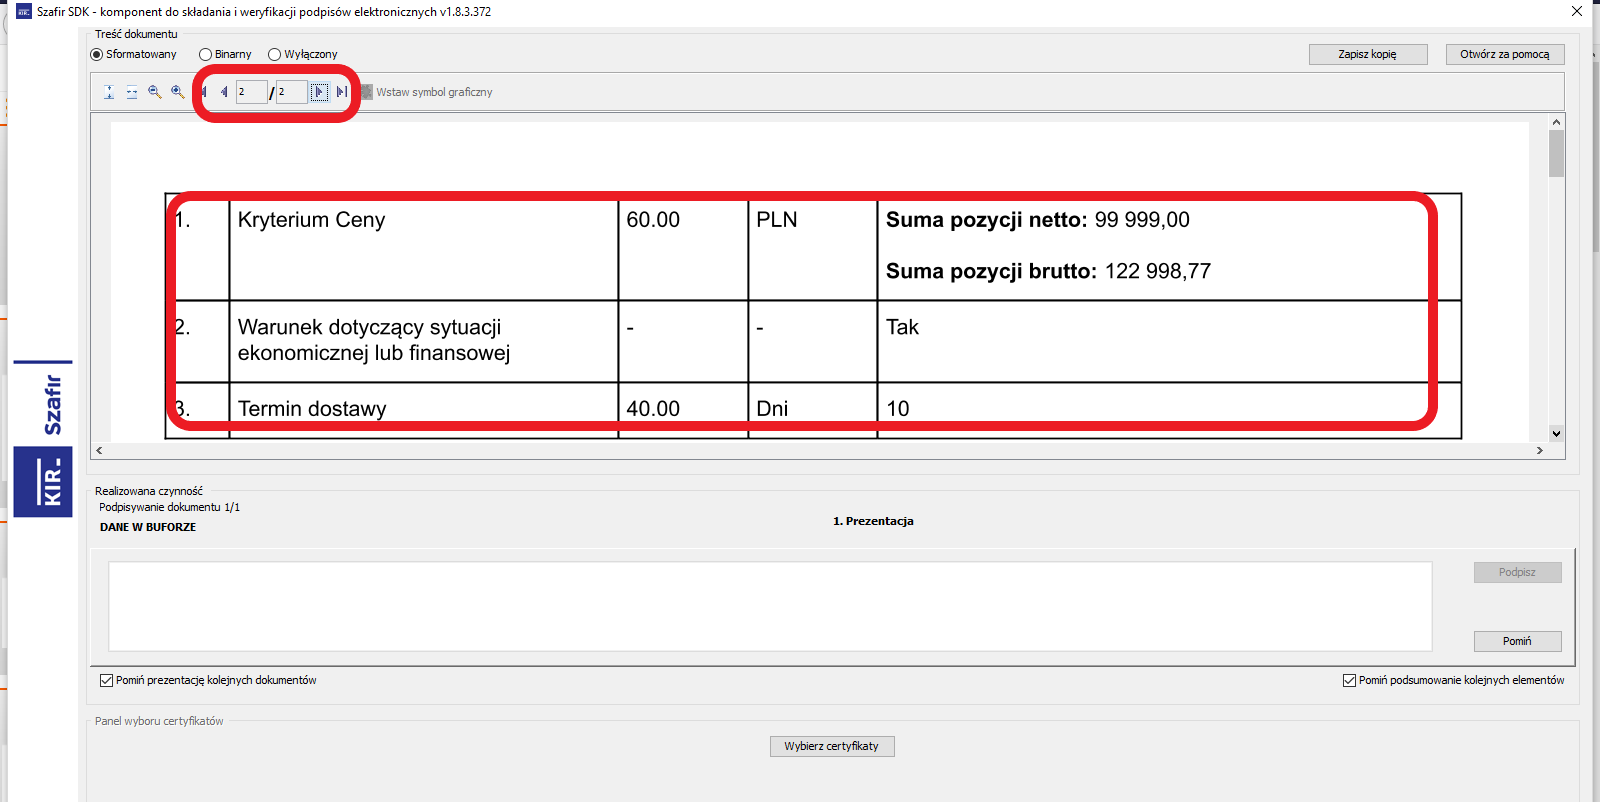 KIR. Szafir SDK - komponent do składania i weryfikacji podpisów elektronicznych v1.8.3.372
Treść dokumentu
Sformatowany Binarny Wyłączony
Zapisz kopię Otwórz za pomocą
2 / 2 Wstaw symbol graficzny
1. Kryterium Ceny 60.00 PLN Suma pozycji netto: 99 999,00
Suma pozycji brutto: 122 998,77
2. Warunek dotyczący sytuacji - - Tak
ekonomicznej lub finansowej
3. Termin dostawy 40.00 Dni 10
Szafir
KIR.
Realizowana czynność
Podpisywanie dokumentu 1/1
DANE W BUFORZE
1. Prezentacja
Podpisz
Pomiń
Pomiń prezentację kolejnych dokumentów
Pomiń podsumowanie kolejnych elementów
Panel wyboru certyfikatów
Wybierz certyfikaty